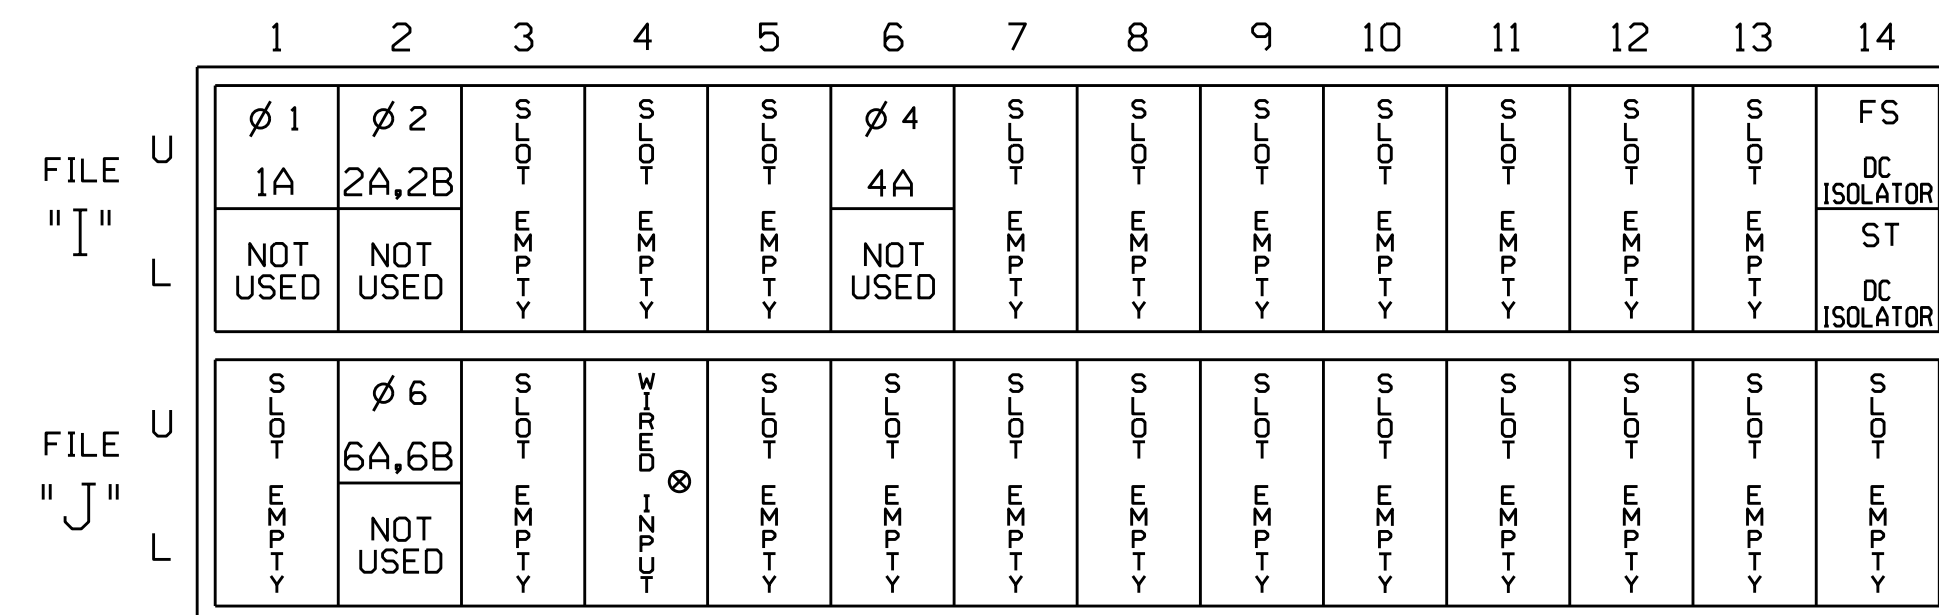 1 2 3 4 5 6 7 8 9 10 11 12 13 14
FILE "I"
U
L
Ø 1
1A
NOT
USED
Ø 2
2A,2B
NOT
USED
SLOT EMPTY
SLOT EMPTY
SLOT EMPTY
Ø 4
4A
NOT
USED
SLOT EMPTY
SLOT EMPTY
SLOT EMPTY
SLOT EMPTY
SLOT EMPTY
SLOT EMPTY
SLOT EMPTY
FS
DC
ISOLATOR
ST
DC
ISOLATOR
FILE "J"
U
L
SLOT EMPTY
Ø 6
6A,6B
NOT
USED
SLOT EMPTY
WIRED INPUT ⊗
SLOT EMPTY
SLOT EMPTY
SLOT EMPTY
SLOT EMPTY
SLOT EMPTY
SLOT EMPTY
SLOT EMPTY
SLOT EMPTY
SLOT EMPTY
SLOT EMPTY